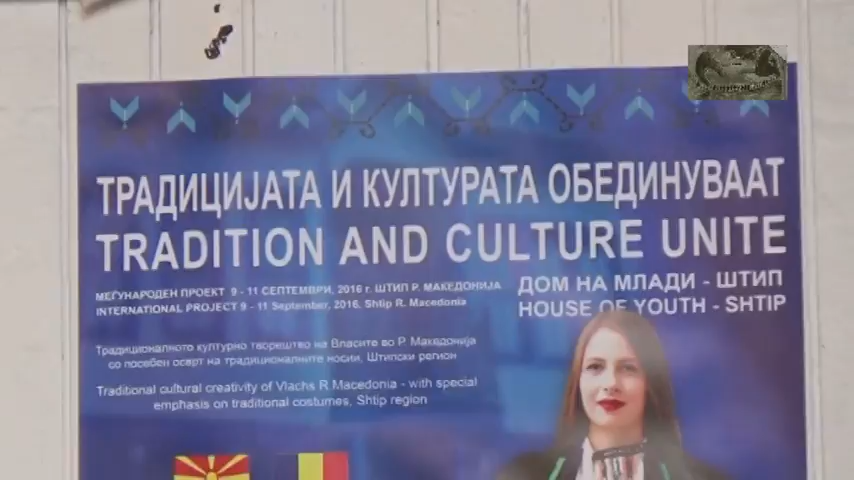 ТРАДИЦИЈАТА И КУЛТУРАТА ОБЕДИНУВААТ
TRADITION AND CULTURE UNITE
МЕЃУНАРОДЕН ПРОЕКТ 9 - 11 СЕПТЕМВРИ, 2016 г. ШТИП Р. МАКЕДОНИЈА
INTERNATIONAL PROJECT 9 - 11 September, 2016, Shtip R. Macedonia
ДОМ НА МЛАДИ - ШТИП
HOUSE OF YOUTH - SHTIP
Традиционалното културно творештво на Власите во Р. Македонија
со посебен осврт на традиционалните носии, Штипски регион
Traditional cultural creativity of Vlachs R Macedonia - with special
emphasis on traditional costumes, Shtip region